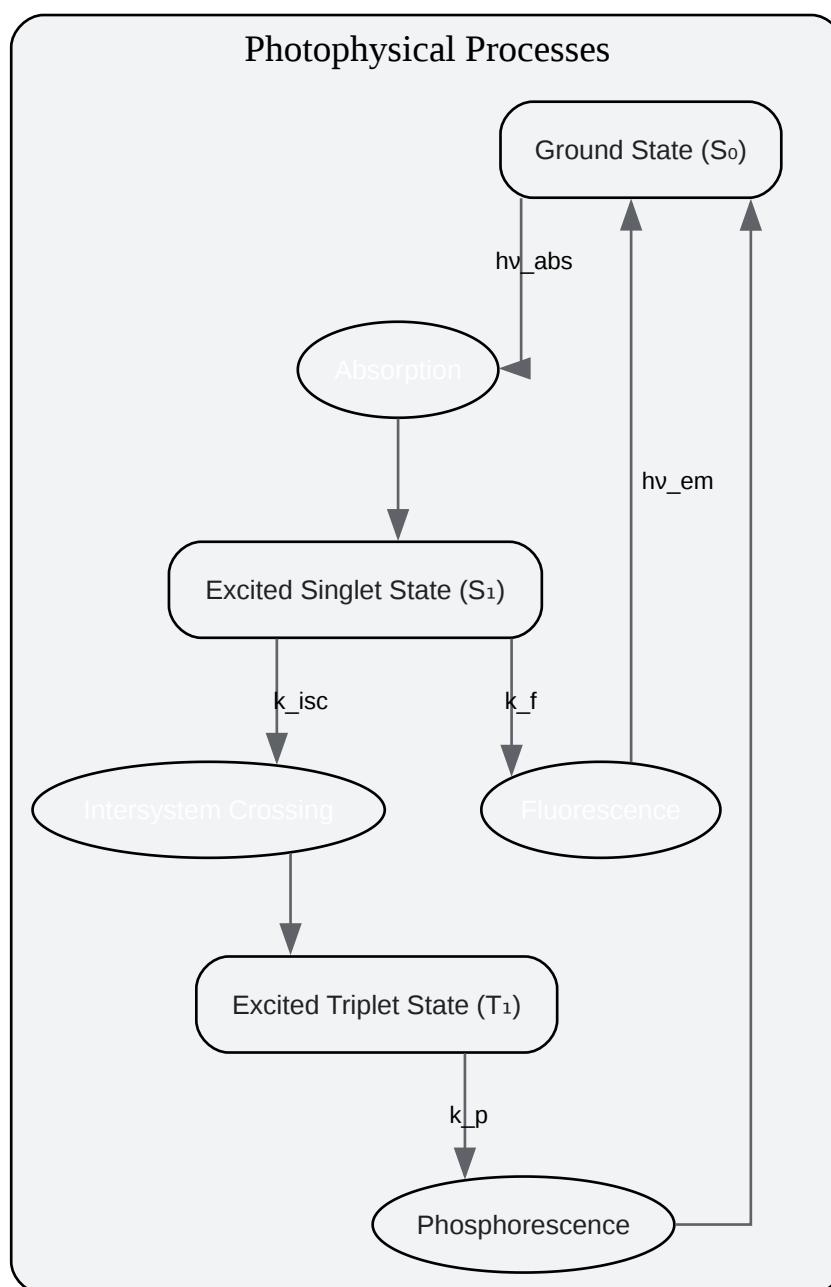 Photophysical Processes
Ground State (S₀)
hν_abs
Absorption
hν_em
Excited Singlet State (S₁)
k_isc
k_f
Intersystem Crossing
Fluorescence
Excited Triplet State (T₁)
k_p
Phosphorescence